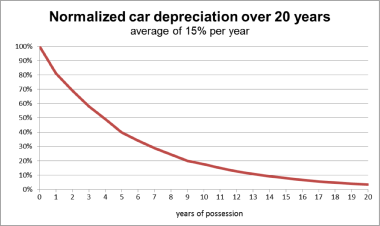 Normalized car depreciation over 20 years
average of 15% per year
100%
90%
80%
70%
60%
50%
40%
30%
20%
10%
0%
0 1 2 3 4 5 6 7 8 9 10 11 12 13 14 15 16 17 18 19 20
years of possession